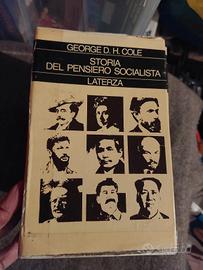 GEORGE D. H. COLE
STORIA
DEL PENSIERO SOCIALISTA
LATERZA